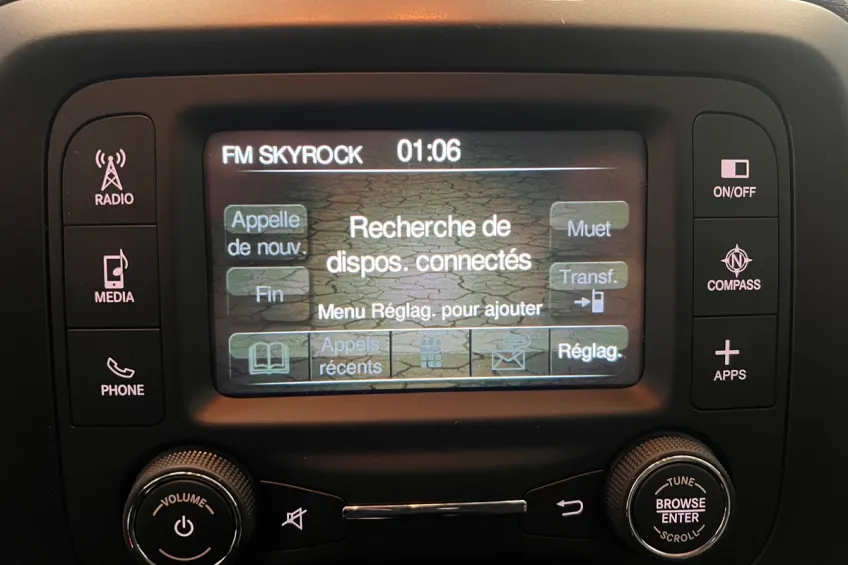 FM SKYROCK 01:06
Appelle
de nouv.
Recherche de
dispos. connectés
Muet
Fin
Transf.
Menu Réglag. pour ajouter
Appels
récents
Réglag.
RADIO
MEDIA
PHONE
ON/OFF
N
COMPASS
APPS
VOLUME
TUNE
BROWSE
ENTER
SCROLL